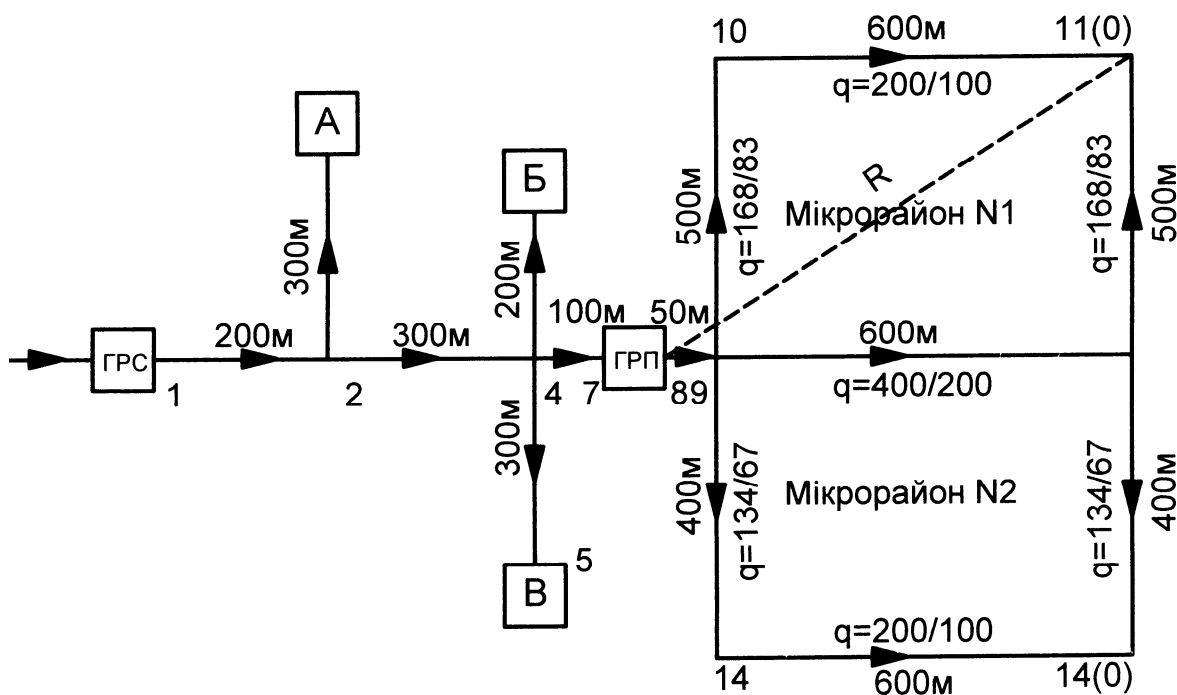 10
600м
11(0)
q=200/100
А
Б
R
500м
q=168/83
Мікрорайон N1
q=168/83
500м
300м
200м
ГРС
200м
300м
100м
50м
ГРП
600м
1
2
4
7
89
q=400/200
300м
400м
q=134/67
Мікрорайон N2
q=134/67
400м
5
В
q=200/100
14
600м
14(0)